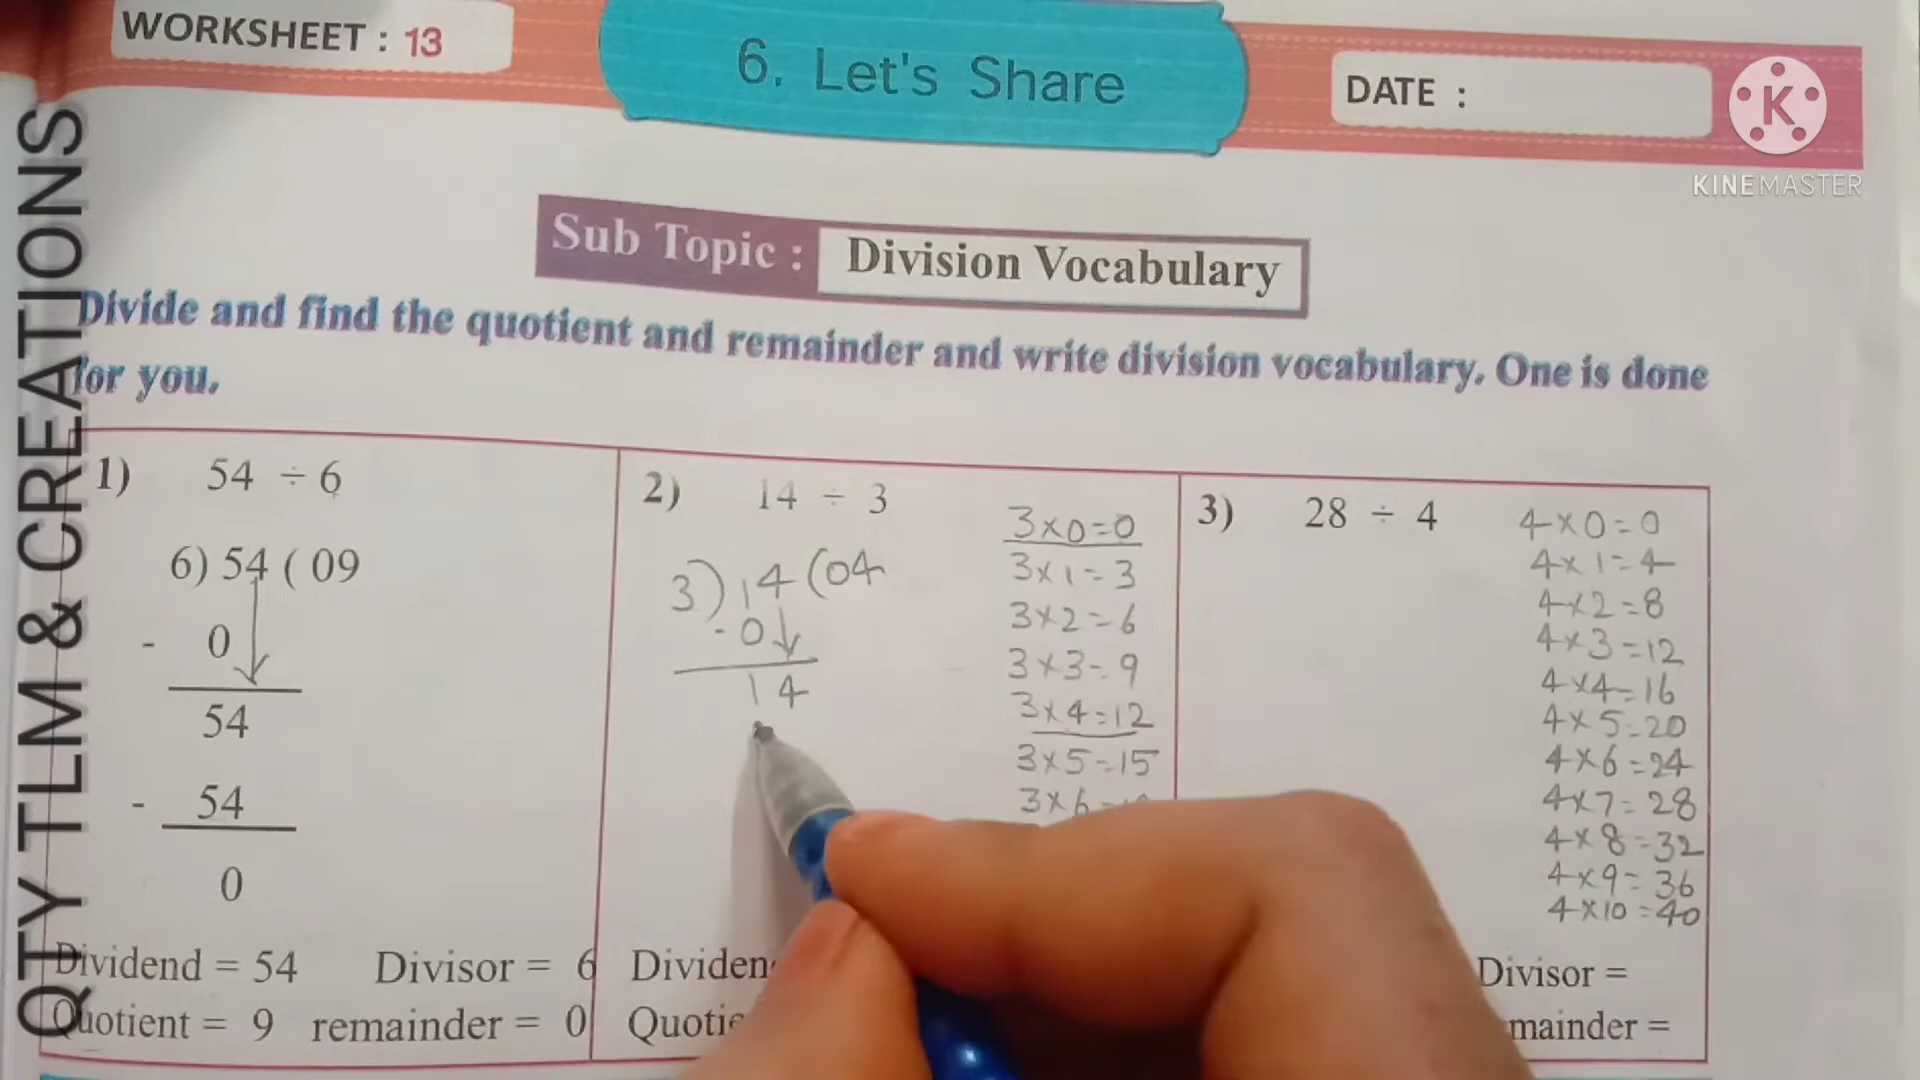 WORKSHEET : 13
6. Let's Share
DATE :
K
KINEMASTER
QTY TLM & CREATIONS
Sub Topic : Division Vocabulary
Divide and find the quotient and remainder and write division vocabulary. One is done
for you.
1) 54 ÷ 6
6) 54 ( 09
- 0
54
- 54
0
Dividend = 54 Divisor = 6
Quotient = 9 remainder = 0
2) 14 ÷ 3
3) 14 (04
- 0
14
3×0=0
3×1=3
3×2=6
3×3=9
3×4=12
3×5=15
3×6
3) 28 ÷ 4
4×0=0
4×1=4
4×2=8
4×3=12
4×4=16
4×5=20
4×6=24
4×7=28
4×8=32
4×9=36
4×10=40
Divisor =